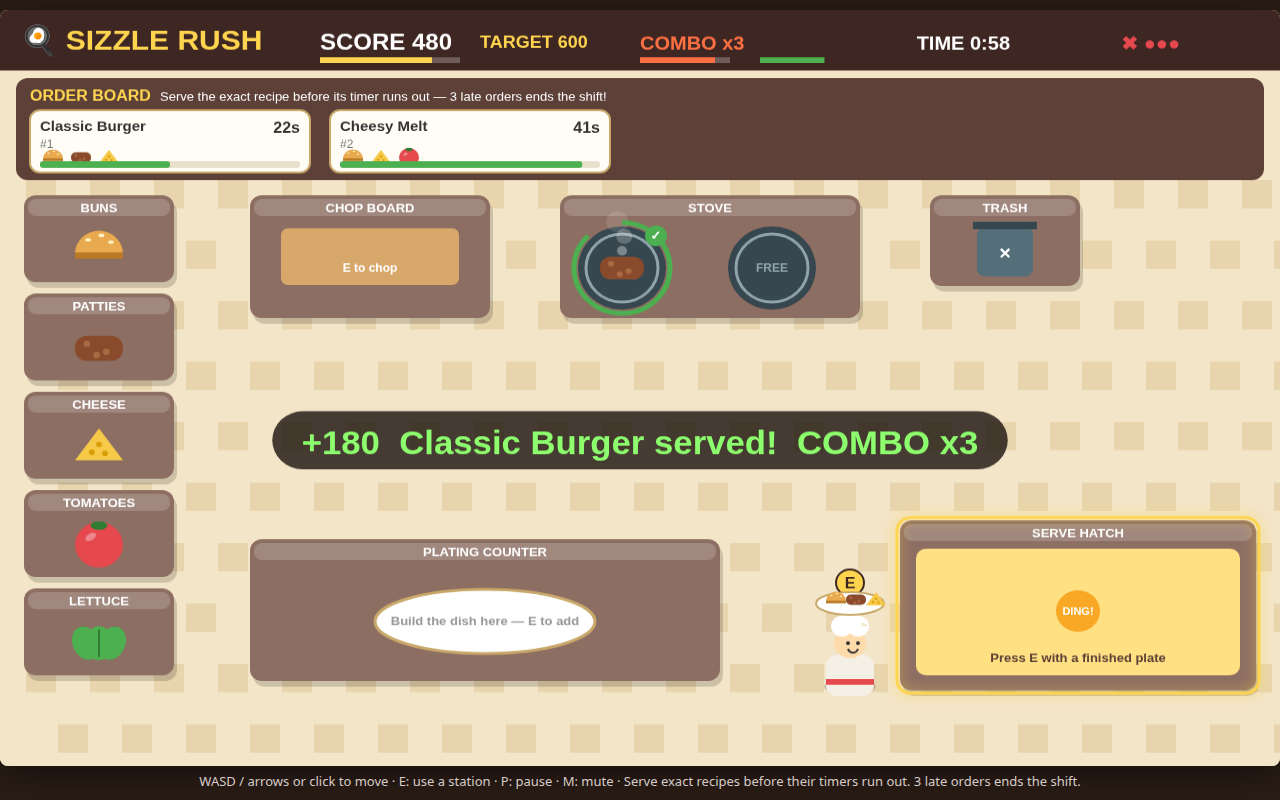 SIZZLE RUSH
SCORE 480
TARGET 600
COMBO x3
TIME 0:58
✖ ●●●
ORDER BOARD Serve the exact recipe before its timer runs out — 3 late orders ends the shift!
Classic Burger 22s
#1
Cheesy Melt 41s
#2
BUNS
CHOP BOARD
STOVE
TRASH
E to chop
✓
FREE
✕
PATTIES
CHEESE
+180 Classic Burger served! COMBO x3
TOMATOES
SERVE HATCH
PLATING COUNTER
E
LETTUCE
DING!
Build the dish here — E to add
Press E with a finished plate
WASD / arrows or click to move · E: use a station · P: pause · M: mute · Serve exact recipes before their timers run out. 3 late orders ends the shift.